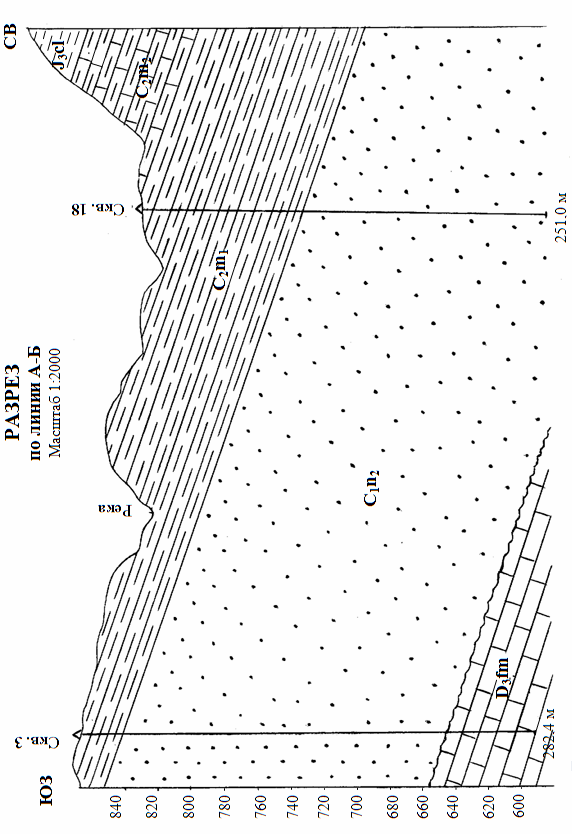 РАЗРЕЗ
по линии А-Б
Масштаб 1:2000
ЮЗ
СВ
Скв. 3
Река
Скв. 18
J₃cl
C₂m₂
C₂m₁
C₁n₂
D₃fm
840
820
800
780
760
740
720
700
680
660
640
620
600
282.4 м
251.0 м